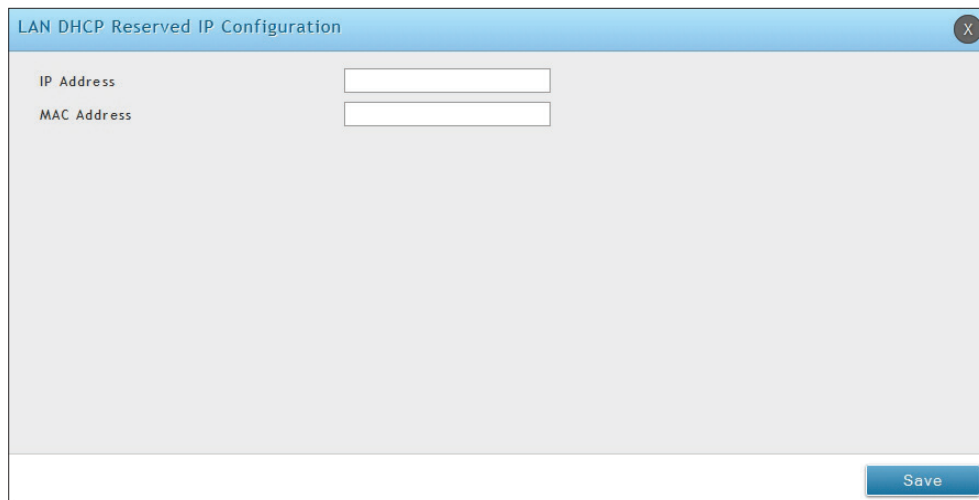 LAN DHCP Reserved IP Configuration
X
IP Address
MAC Address
Save